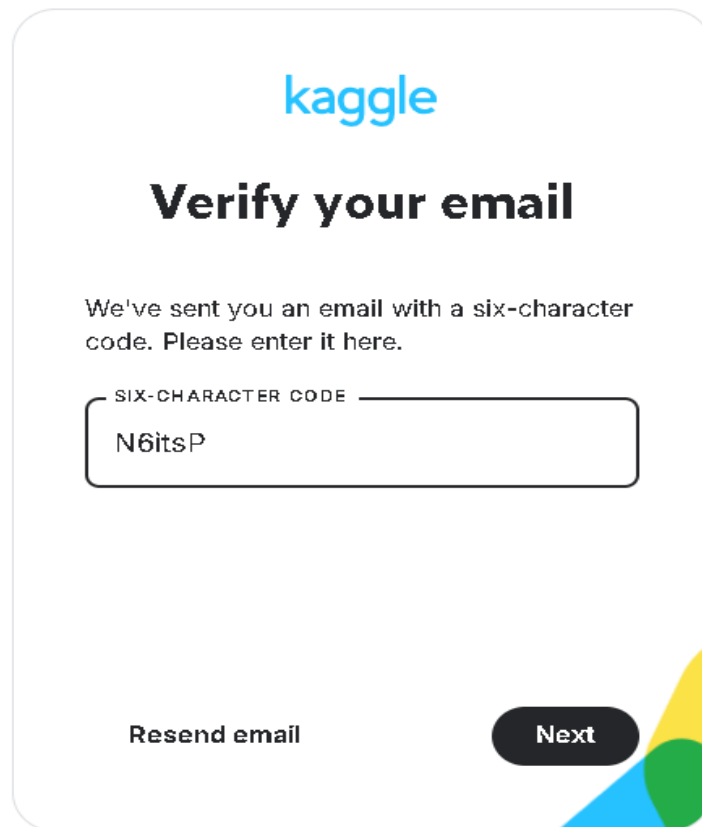 kaggle
Verify your email
We've sent you an email with a six-character
code. Please enter it here.
SIX-CHARACTER CODE
N6itsP
Resend email
Next